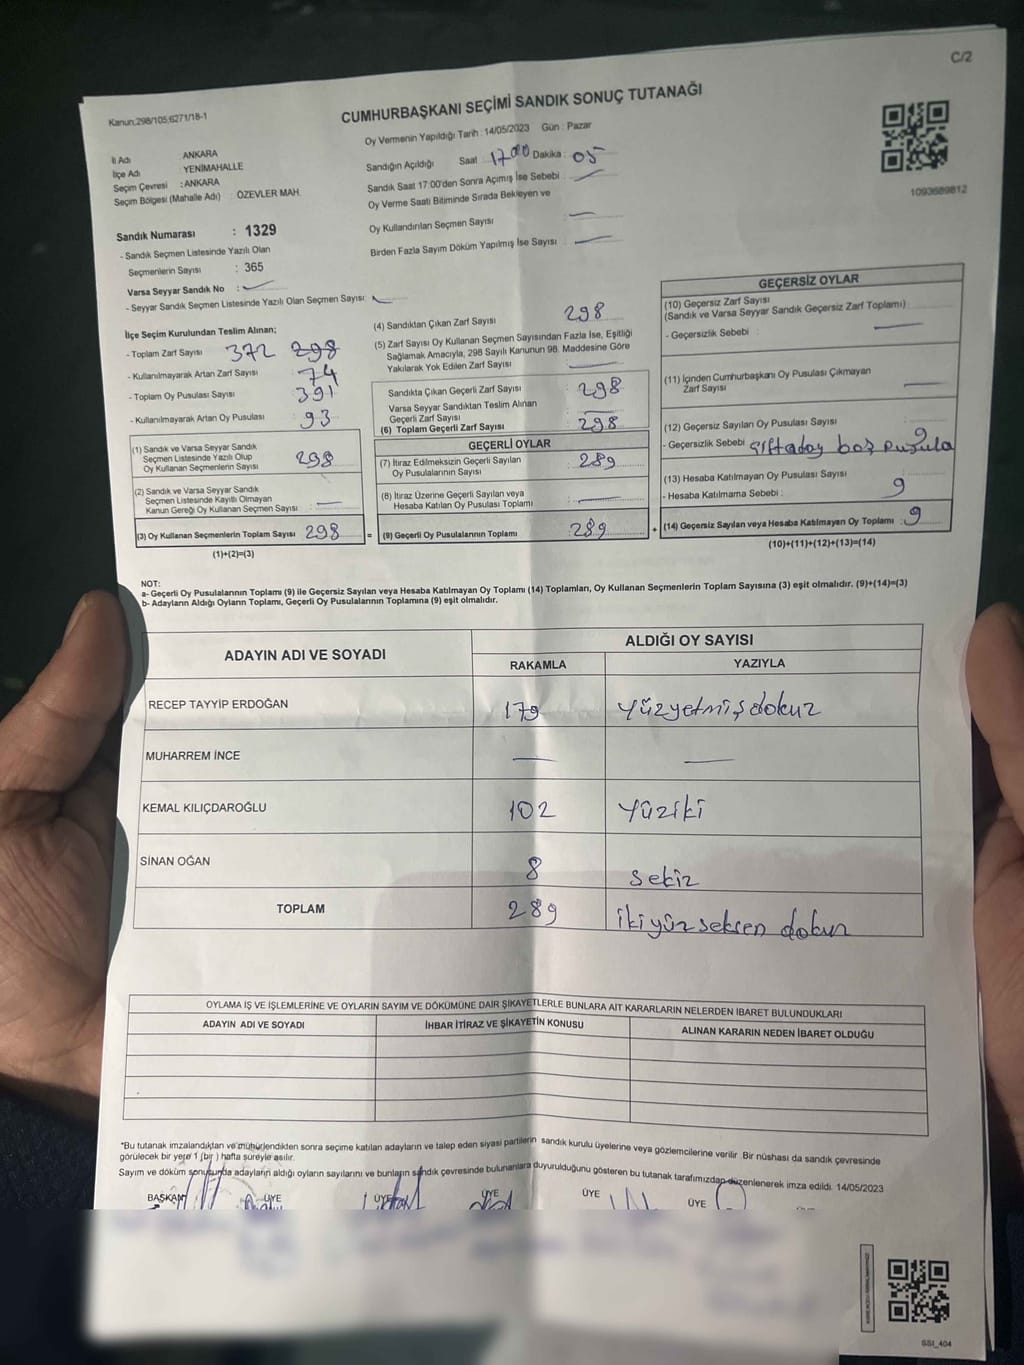 C/2
Kanun;298/105;6271/18-1
CUMHURBAŞKANI SEÇİMİ SANDIK SONUÇ TUTANAĞI
Oy Vermenin Yapıldığı Tarih : 14/05/2023 Gün : Pazar
İl Adı : ANKARA
İlçe Adı : YENİMAHALLE
Seçim Çevresi : ANKARA
Seçim Bölgesi (Mahalle Adı) : ÖZEVLER MAH.
Sandığın Açıldığı Saat 17:00 Dakika : 05
Sandık Saat 17:00'den Sonra Açılmış İse Sebebi :
Oy Verme Saati Bitiminde Sırada Bekleyen ve
Oy Kullandırılan Seçmen Sayısı
Birden Fazla Sayım Döküm Yapılmış İse Sayısı :
1093689812
Sandık Numarası : 1329
- Sandık Seçmen Listesinde Yazılı Olan
Seçmenlerin Sayısı : 365
Varsa Seyyar Sandık No :
- Seyyar Sandık Seçmen Listesinde Yazılı Olan Seçmen Sayısı:
İlçe Seçim Kurulundan Teslim Alınan;
- Toplam Zarf Sayısı 372 298
- Kullanılmayarak Artan Zarf Sayısı : 74
- Toplam Oy Pusulası Sayısı : 391
- Kullanılmayarak Artan Oy Pusulası : 93
(1) Sandık ve Varsa Seyyar Sandık
Seçmen Listesinde Yazılı Olup
Oy Kullanan Seçmenlerin Sayısı 298
(2) Sandık ve Varsa Seyyar Sandık
Seçmen Listesinde Kayıtlı Olmayan
Kanun Gereği Oy Kullanan Seçmen Sayısı :
(3) Oy Kullanan Seçmenlerin Toplam Sayısı 298
(1)+(2)=(3)
(4) Sandıktan Çıkan Zarf Sayısı : 298
(5) Zarf Sayısı Oy Kullanan Seçmen Sayısından Fazla İse, Eşitliği
Sağlamak Amacıyla, 298 Sayılı Kanunun 98. Maddesine Göre
Yakılarak Yok Edilen Zarf Sayısı :
Sandıkta Çıkan Geçerli Zarf Sayısı : 298
Varsa Seyyar Sandıktan Teslim Alınan
Geçerli Zarf Sayısı :
(6) Toplam Geçerli Zarf Sayısı : 298
GEÇERLİ OYLAR
(7) İtiraz Edilmeksizin Geçerli Sayılan
Oy Pusulalarının Sayısı : 289
(8) İtiraz Üzerine Geçerli Sayılan veya
Hesaba Katılan Oy Pusulası Toplamı :
= (9) Geçerli Oy Pusulalarının Toplamı : 289
GEÇERSİZ OYLAR
(10) Geçersiz Zarf Sayısı
(Sandık ve Varsa Seyyar Sandık Geçersiz Zarf Toplamı)
- Geçersizlik Sebebi :
(11) İçinden Cumhurbaşkanı Oy Pusulası Çıkmayan
Zarf Sayısı :
(12) Geçersiz Sayılan Oy Pusulası Sayısı : 9
- Geçersizlik Sebebi : çiftaday boş pusula
(13) Hesaba Katılmayan Oy Pusulası Sayısı :
- Hesaba Katılmama Sebebi : 9
+ (14) Geçersiz Sayılan veya Hesaba Katılmayan Oy Toplamı : 9
(10)+(11)+(12)+(13)=(14)
NOT:
a- Geçerli Oy Pusulalarının Toplamı (9) ile Geçersiz Sayılan veya Hesaba Katılmayan Oy Toplamı (14) Toplamları, Oy Kullanan Seçmenlerin Toplam Sayısına (3) eşit olmalıdır. (9)+(14)=(3)
b- Adayların Aldığı Oyların Toplamı, Geçerli Oy Pusulalarının Toplamına (9) eşit olmalıdır.
ADAYIN ADI VE SOYADI
ALDIĞI OY SAYISI
RAKAMLA YAZIYLA
RECEP TAYYİP ERDOĞAN 179 Yüzyetmişdokuz
MUHARREM İNCE
KEMAL KILIÇDAROĞLU 102 Yüziki
SİNAN OĞAN 8 sekiz
TOPLAM 289 ikiyüzseksen dokuz
OYLAMA İŞ VE İŞLEMLERİNE VE OYLARIN SAYIM VE DÖKÜMÜNE DAİR ŞİKAYETLERLE BUNLARA AİT KARARLARIN NELERDEN İBARET BULUNDUKLARI
ADAYIN ADI VE SOYADI İHBAR İTİRAZ VE ŞİKAYETİN KONUSU ALINAN KARARIN NEDEN İBARET OLDUĞU
*Bu tutanak imzalandıktan ve mühürlendikten sonra seçime katılan adayların ve talep eden siyasi partilerin sandık kurulu üyelerine veya gözlemcilerine verilir. Bir nüshası da sandık çevresinde
görülecek bir yere 1 (bir ) hafta süreyle asılır.
Sayım ve döküm sonucunda adayların aldığı oyların sayılarını ve bunların sandık çevresinde bulunanlara duyurulduğunu gösteren bu tutanak tarafımızdan düzenlenerek imza edildi. 14/05/2023
BAŞKAN ÜYE ÜYE ÜYE ÜYE ÜYE
SSI_404